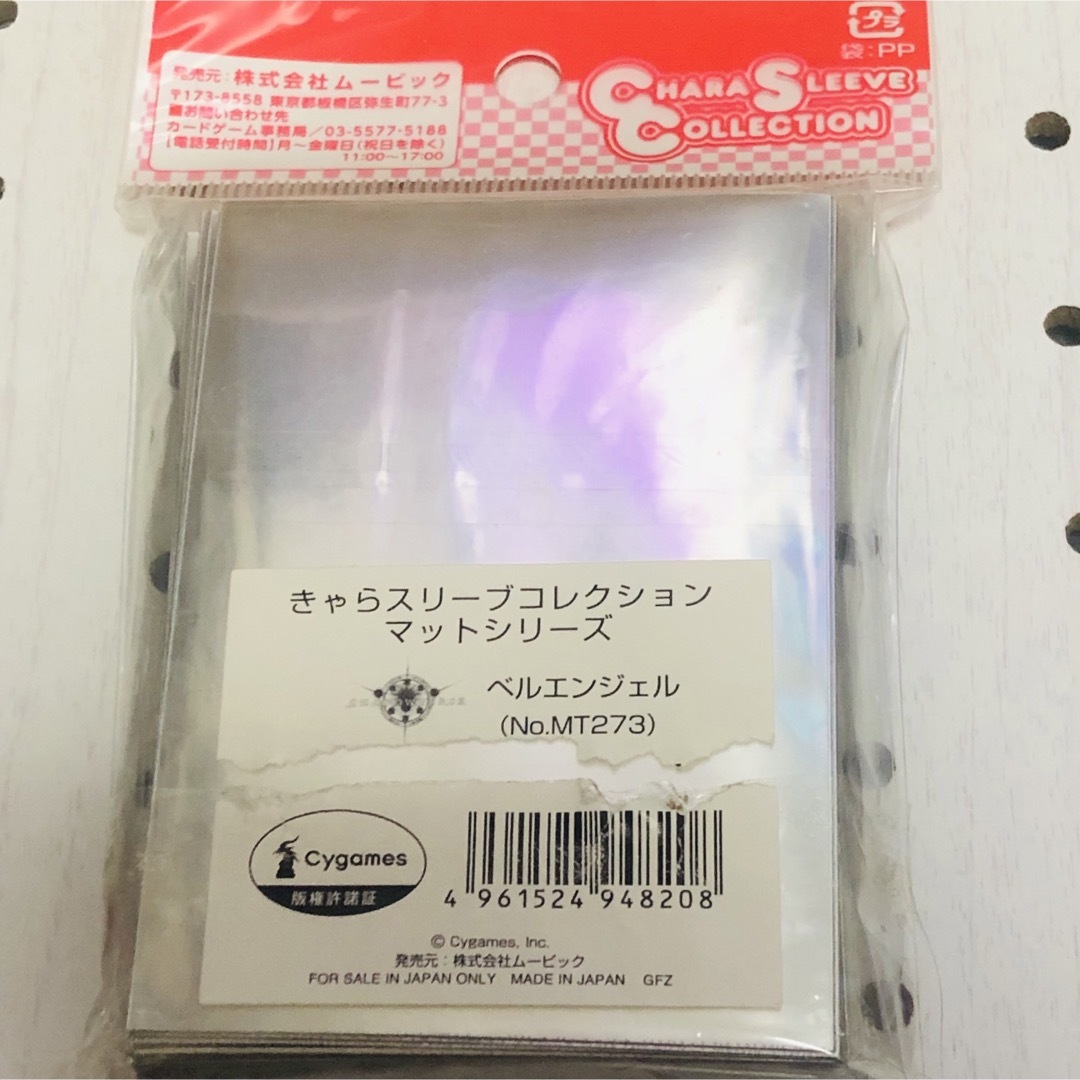 プラ
袋:PP
発売元:株式会社ムービック
〒173-8558 東京都板橋区弥生町77-3
■お問い合わせ先
カードゲーム事務局/03-5577-5188
【電話受付時間】月〜金曜日(祝日を除く)
11:00〜17:00
CHARA SLEEVE
COLLECTION
きゃらスリーブコレクション
マットシリーズ
ベルエンジェル
(No.MT273)
Cygames
版権許諾証
4 961524 948208
© Cygames, Inc.
発売元:株式会社ムービック
FOR SALE IN JAPAN ONLY MADE IN JAPAN GFZ